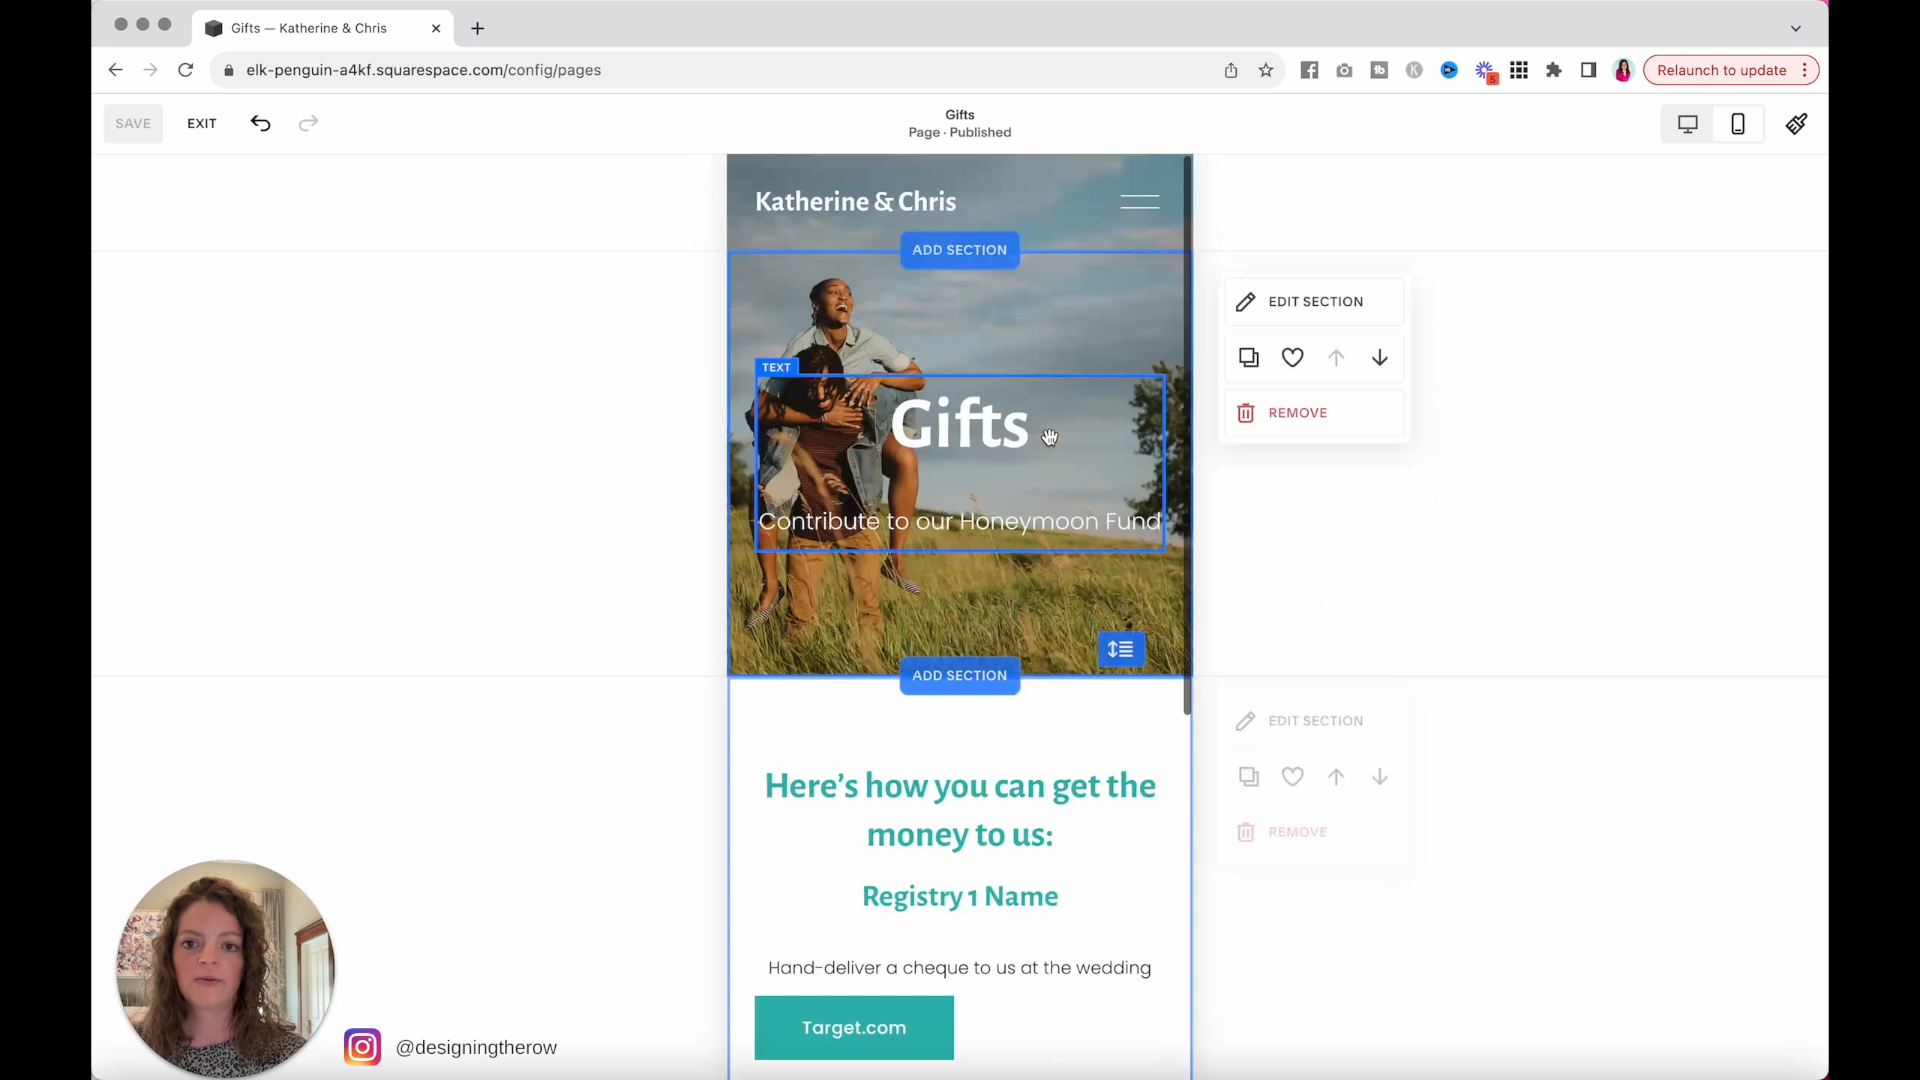 Gifts — Katherine & Chris
elk-penguin-a4kf.squarespace.com/config/pages
5
Relaunch to update
SAVE
EXIT
Gifts
Page · Published
Katherine & Chris
ADD SECTION
EDIT SECTION
TEXT
Gifts
REMOVE
Contribute to our Honeymoon Fund
ADD SECTION
EDIT SECTION
Here's how you can get the
money to us:
REMOVE
Registry 1 Name
Hand-deliver a cheque to us at the wedding
Target.com
@designingtherow